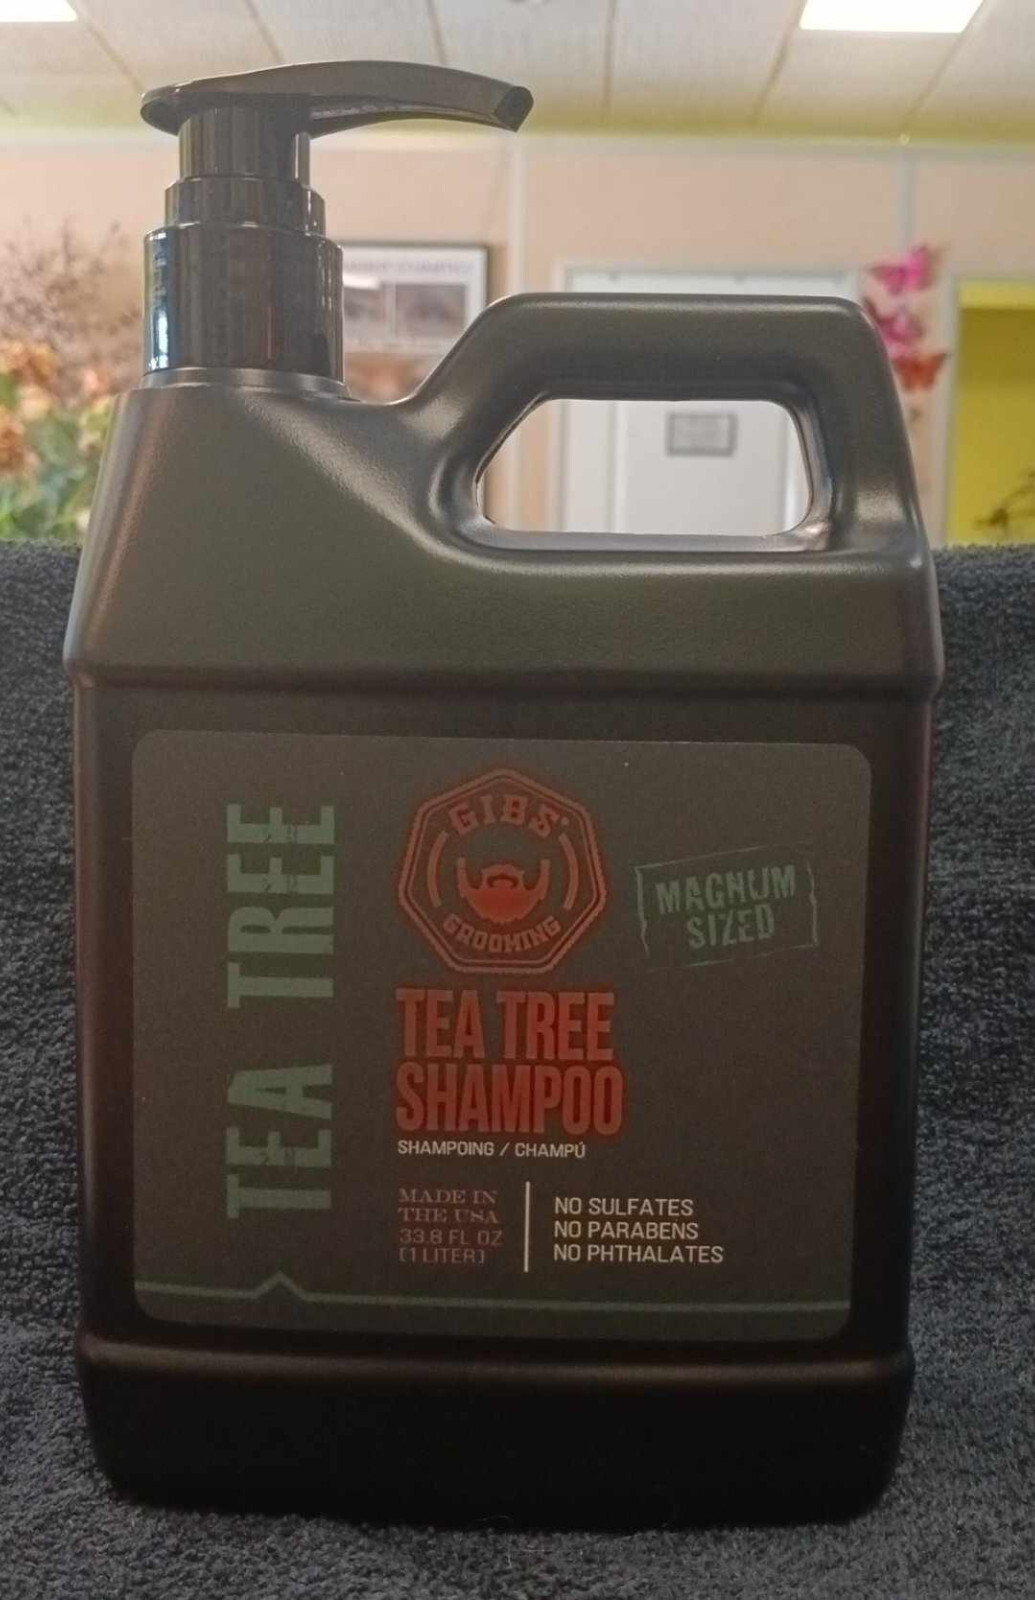 TEA TREE
GIBS
GROOMING
MAGNUM
SIZED
TEA TREE
SHAMPOO
SHAMPOING / CHAMPÚ
MADE IN
THE USA
33.8 FL OZ
(1 LITER)
NO SULFATES
NO PARABENS
NO PHTHALATES